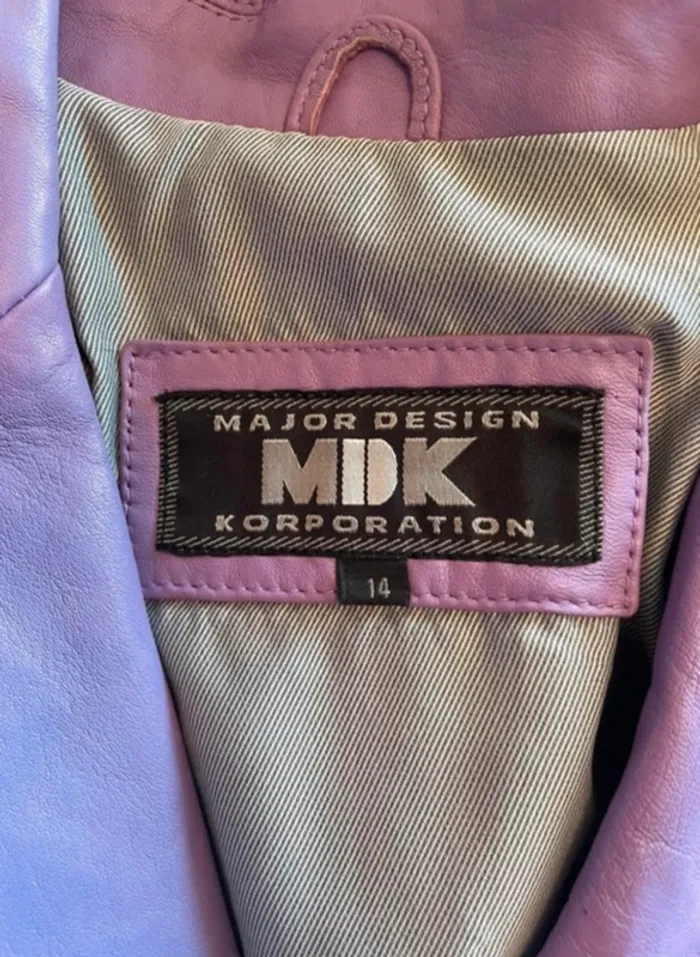 MAJOR DESIGN
MDK
KORPORATION
14